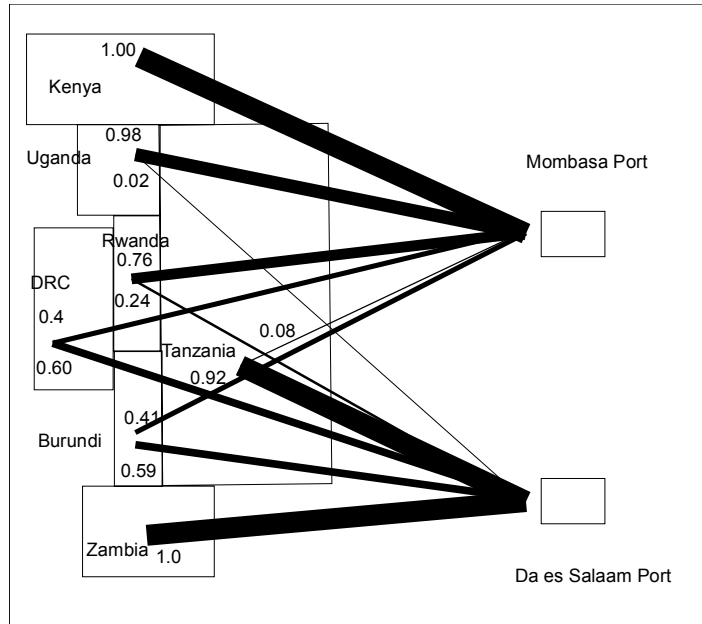 1.00
Kenya
0.98
Uganda
0.02
Mombasa Port
Rwanda
0.76
DRC
0.24
0.4
0.08
Tanzania
0.60
0.92
0.41
Burundi
0.59
Zambia
1.0
Da es Salaam Port